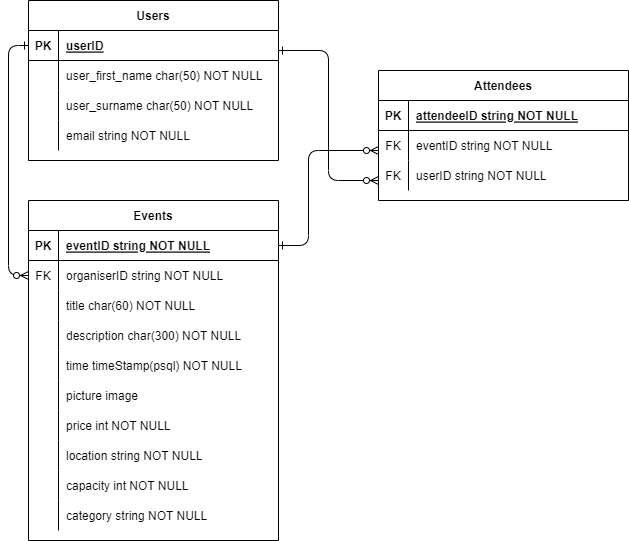 Users
PK userID
user_first_name char(50) NOT NULL
user_surname char(50) NOT NULL
email string NOT NULL
Attendees
PK attendeeID string NOT NULL
FK eventID string NOT NULL
FK userID string NOT NULL
Events
PK eventID string NOT NULL
FK organiserID string NOT NULL
title char(60) NOT NULL
description char(300) NOT NULL
time timeStamp(psql) NOT NULL
picture image
price int NOT NULL
location string NOT NULL
capacity int NOT NULL
category string NOT NULL